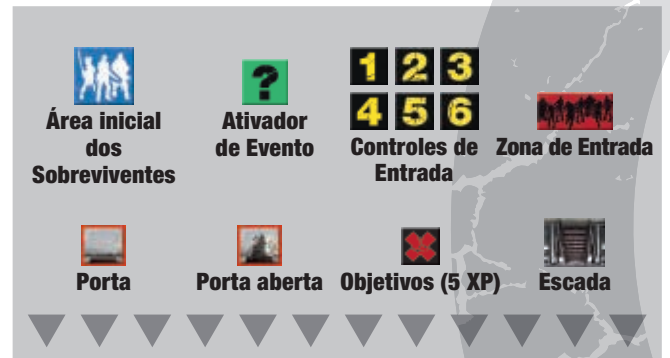 ?
1 2 3
4 5 6
Área inicial
dos
Sobreviventes
Ativador
de Evento
Controles de
Entrada
Zona de Entrada
Porta
Porta aberta
Objetivos (5 XP)
Escada